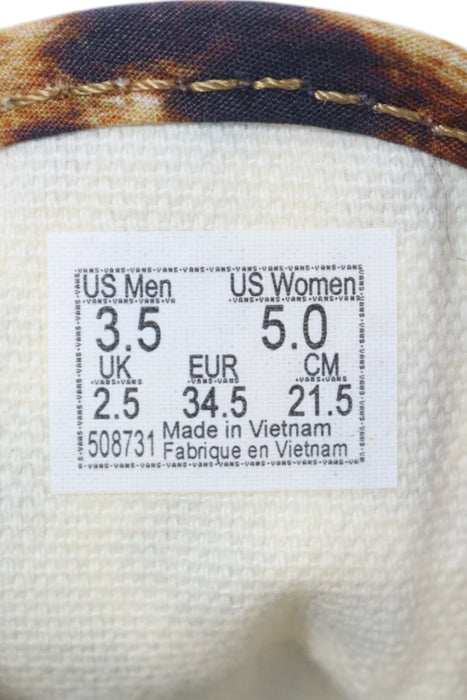 US Men US Women
3.5 5.0
UK EUR CM
2.5 34.5 21.5
508731 Made in Vietnam
Fabrique en Vietnam